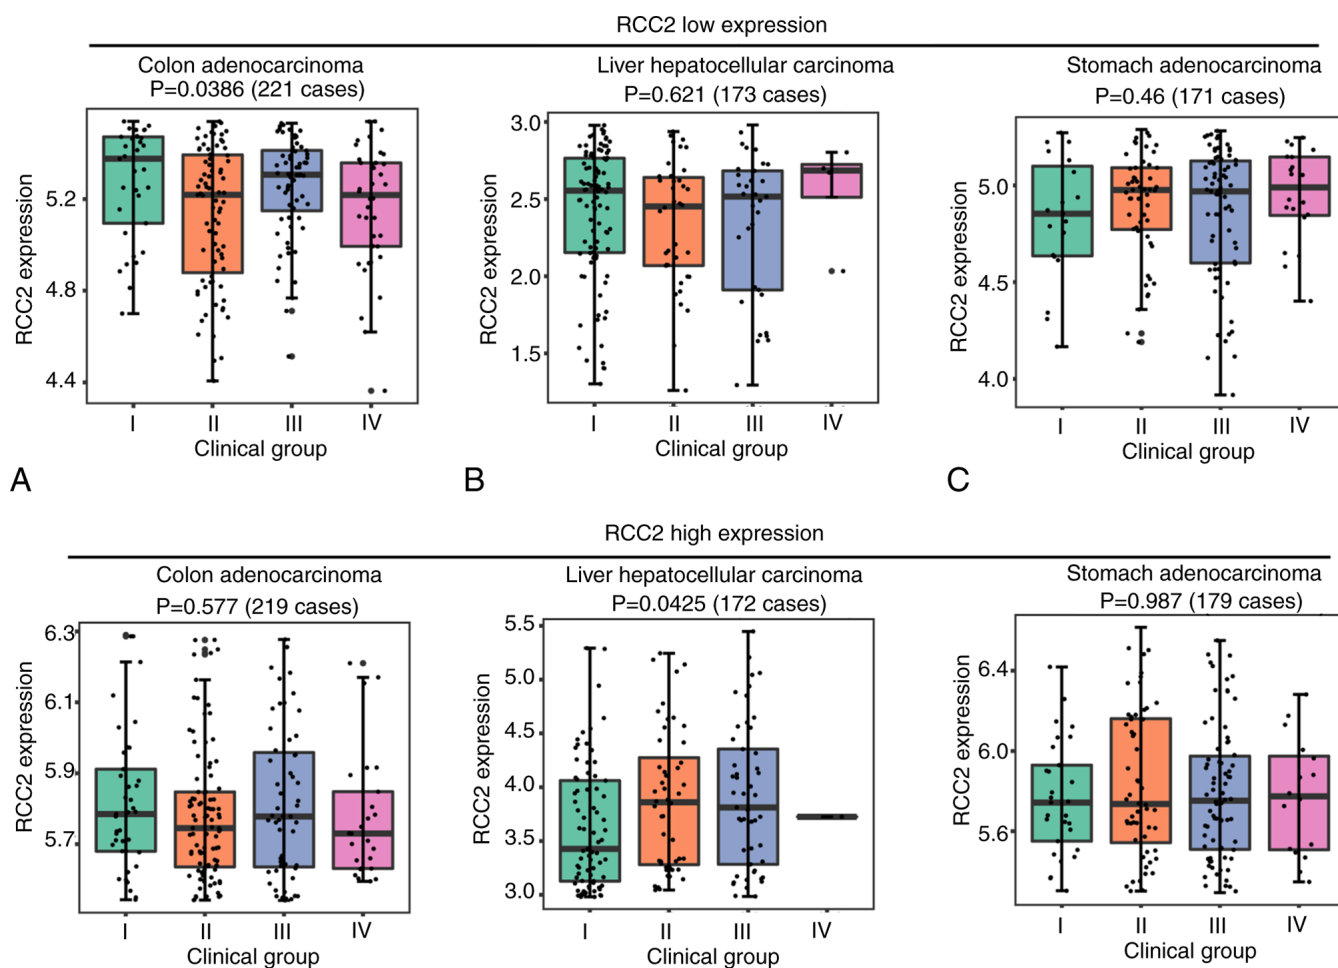 RCC2 low expression
Colon adenocarcinoma
P=0.0386 (221 cases)
RCC2 expression
5.2
4.8
4.4
I II III IV
Clinical group
Liver hepatocellular carcinoma
P=0.621 (173 cases)
RCC2 expression
3.0
2.5
2.0
1.5
I II III IV
Clinical group
Stomach adenocarcinoma
P=0.46 (171 cases)
RCC2 expression
5.0
4.5
4.0
I II III IV
Clinical group
A
B
C
RCC2 high expression
Colon adenocarcinoma
P=0.577 (219 cases)
RCC2 expression
6.3
6.1
5.9
5.7
I II III IV
Clinical group
Liver hepatocellular carcinoma
P=0.0425 (172 cases)
RCC2 expression
5.5
5.0
4.5
4.0
3.5
3.0
I II III IV
Clinical group
Stomach adenocarcinoma
P=0.987 (179 cases)
RCC2 expression
6.4
6.0
5.6
I II III IV
Clinical group